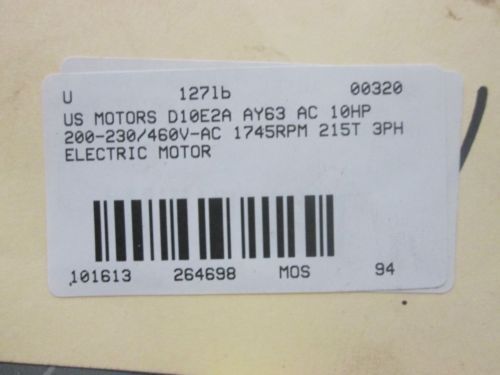 U 127lb 00320
US MOTORS D10E2A AY63 AC 10HP
200-230/460V-AC 1745RPM 215T 3PH
ELECTRIC MOTOR
101613 264698 MOS 94